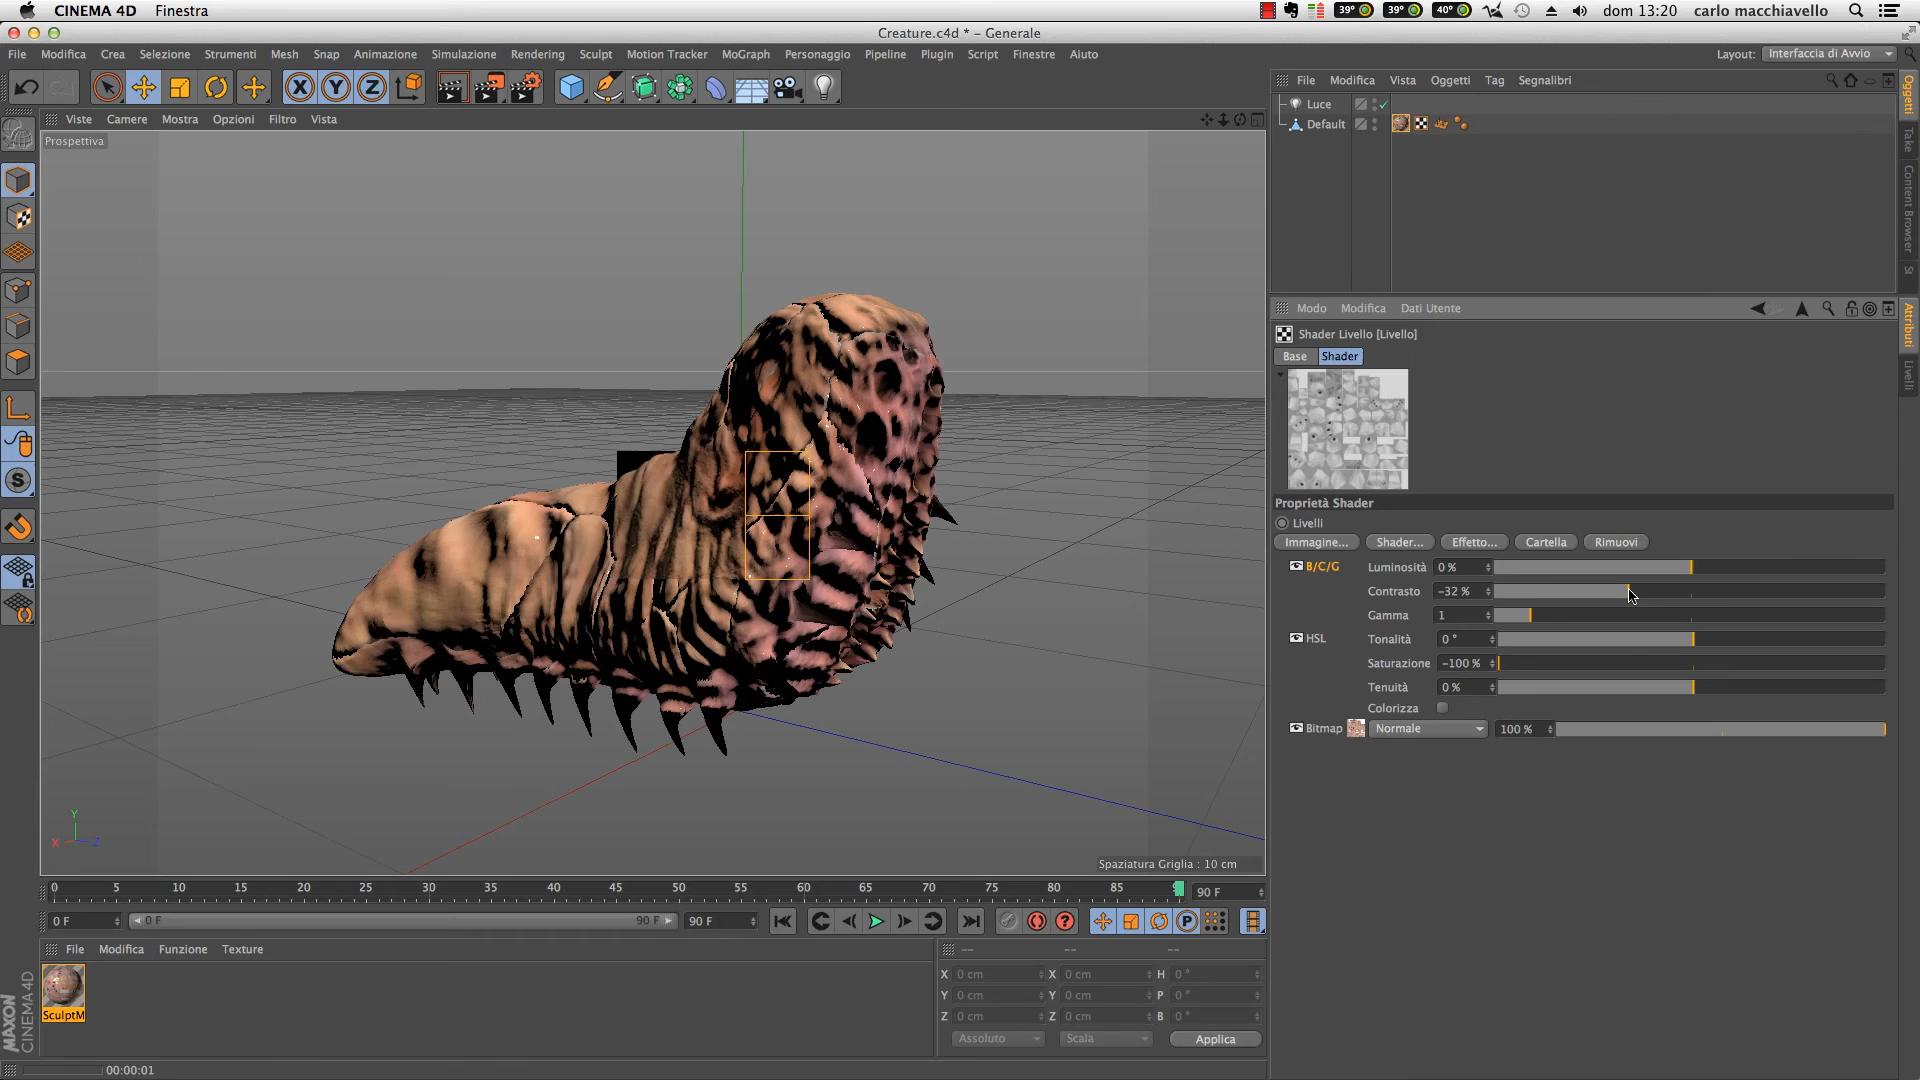 CINEMA 4D Finestra 39° 39° 40° dom 13:20 carlo macchiavello
Creature.c4d * - Generale
File Modifica Crea Selezione Strumenti Mesh Snap Animazione Simulazione Rendering Sculpt Motion Tracker MoGraph Personaggio Pipeline Plugin Script Finestre Aiuto Layout: Interfaccia di Avvio
X Y Z
File Modifica Vista Oggetti Tag Segnalibri
Luce
Default
Oggetti
Take
Content Browser
Viste Camere Mostra Opzioni Filtro Vista
Prospettiva
Modo Modifica Dati Utente
Attributi
Livelli
Shader Livello [Livello]
Base Shader
Proprietà Shader
Livelli
Immagine... Shader... Effetto... Cartella Rimuovi
B/C/G Luminosità 0 %
Contrasto -32 %
Gamma 1
HSL Tonalità 0 °
Saturazione -100 %
Tenuità 0 %
Colorizza
Bitmap Normale 100 %
S
Y
X Z
Spaziatura Griglia : 10 cm
0 5 10 15 20 25 30 35 40 45 50 55 60 65 70 75 80 85 90 F
0 F 0 F 90 F 90 F ? P
File Modifica Funzione Texture
-- -- --
SculptM
X 0 cm X 0 cm H 0 °
Y 0 cm Y 0 cm P 0 °
Z 0 cm Z 0 cm B 0 °
Assoluto Scala Applica
MAXON
CINEMA 4D
00:00:01